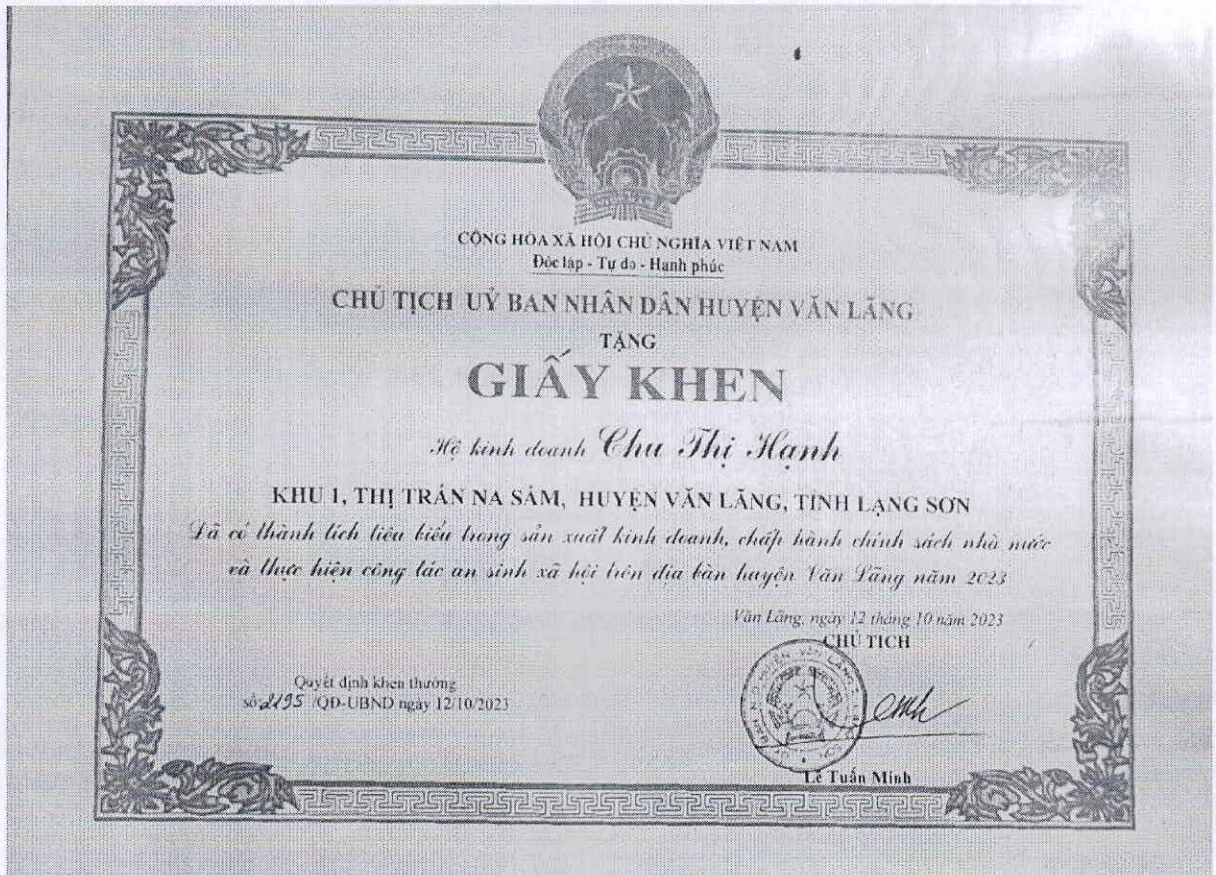 CỘNG HÒA XÃ HỘI CHỦ NGHĨA VIỆT NAM
Độc lập - Tự do - Hạnh phúc
CHỦ TỊCH UỶ BAN NHÂN DÂN HUYỆN VĂN LÃNG
TẶNG
GIẤY KHEN
Hộ kinh doanh Chu Thị Hạnh
KHU 1, THỊ TRẤN NA SẦM, HUYỆN VĂN LÃNG, TỈNH LẠNG SƠN
Đã có thành tích tiêu biểu trong sản xuất kinh doanh, chấp hành chính sách nhà nước
và thực hiện công tác an sinh xã hội trên địa bàn huyện Văn Lãng năm 2023
Văn Lãng, ngày 12 tháng 10 năm 2023
CHỦ TỊCH
Quyết định khen thưởng
số: 2195 /QĐ-UBND ngày 12/10/2023
Lê Tuấn Minh